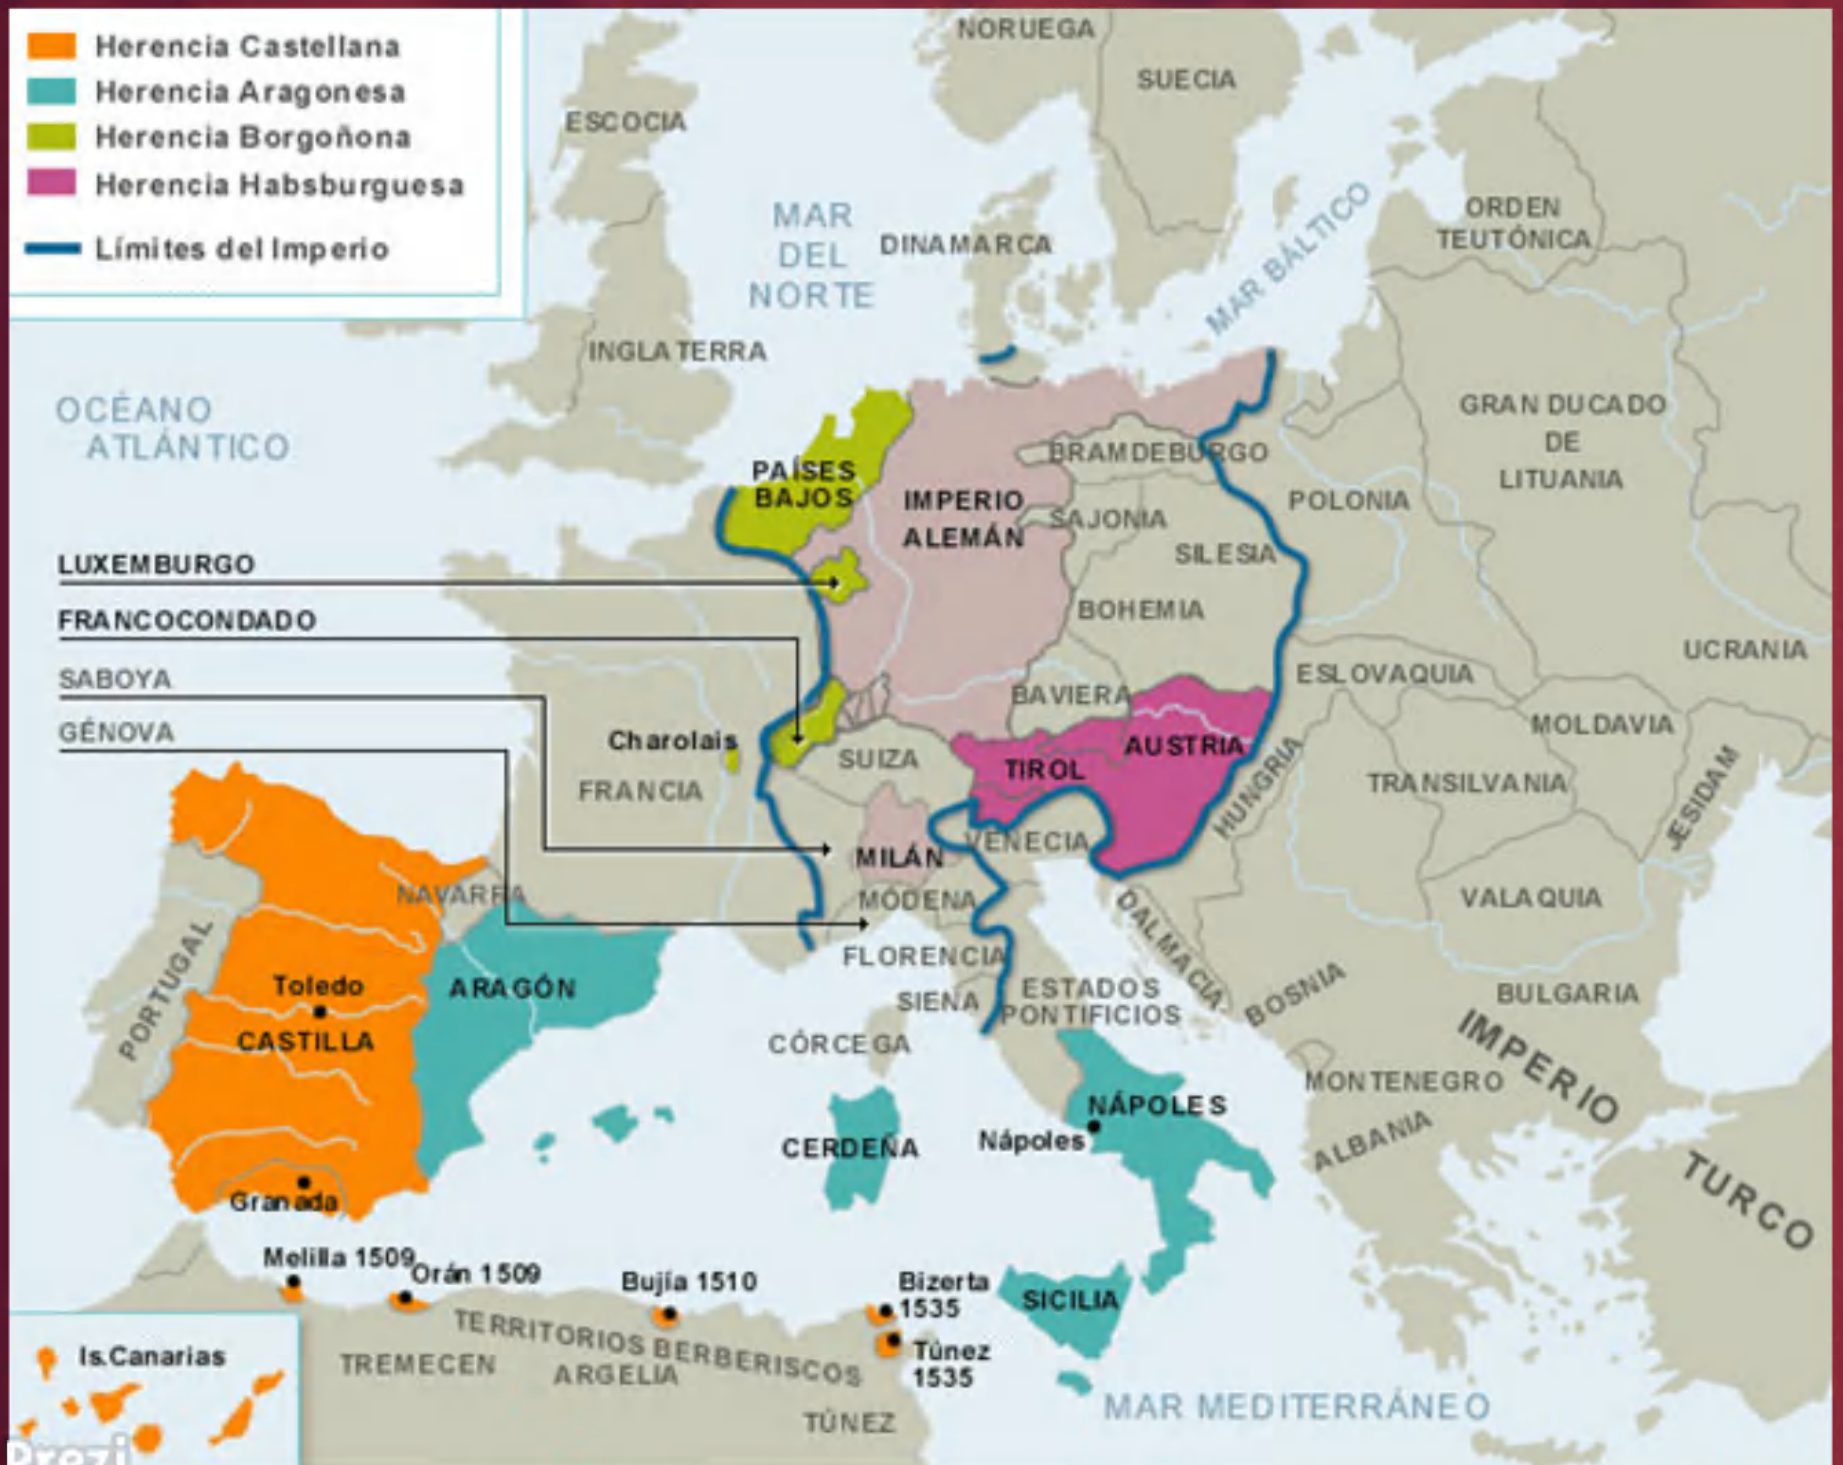 Herencia Castellana
Herencia Aragonesa
Herencia Borgoñona
Herencia Habsburguesa
Límites del Imperio
NORUEGA
SUECIA
ESCOCIA
MAR
DEL
NORTE
DINAMARCA
MAR BÁLTICO
ORDEN
TEUTÓNICA
INGLATERRA
OCÉANO
ATLÁNTICO
GRAN DUCADO
DE
LITUANIA
PAÍSES
BAJOS
IMPERIO
ALEMÁN
BRAMDEBURGO
SAJONIA
SILESIA
POLONIA
BOHEMIA
LUXEMBURGO
FRANCOCONDADO
SABOYA
GÉNOVA
UCRANIA
ESLOVAQUIA
BAVIERA
MOLDAVIA
Charolais
FRANCIA
SUIZA
TIROL
AUSTRIA
HUNGRIA
TRANSILVANIA
JESIDAM
MILÁN
VENECIA
MÓDENA
VALAQUIA
NAVARRA
PORTUGAL
DALMACIA
FLORENCIA
SIENA
ESTADOS
PONTIFICIOS
BOSNIA
BULGARIA
Toledo
CASTILLA
ARAGÓN
CÓRCEGA
IMPERIO
TURCO
MONTENEGRO
ALBANIA
NÁPOLES
Nápoles
CERDEÑA
Granada
Melilla 1509
Orán 1509
Bujía 1510
Bizerta
1535
Túnez
1535
SICILIA
TERRITORIOS BERBERISCOS
TREMECEN
ARGELIA
TÚNEZ
Is.Canarias
MAR MEDITERRÁNEO
Prezi